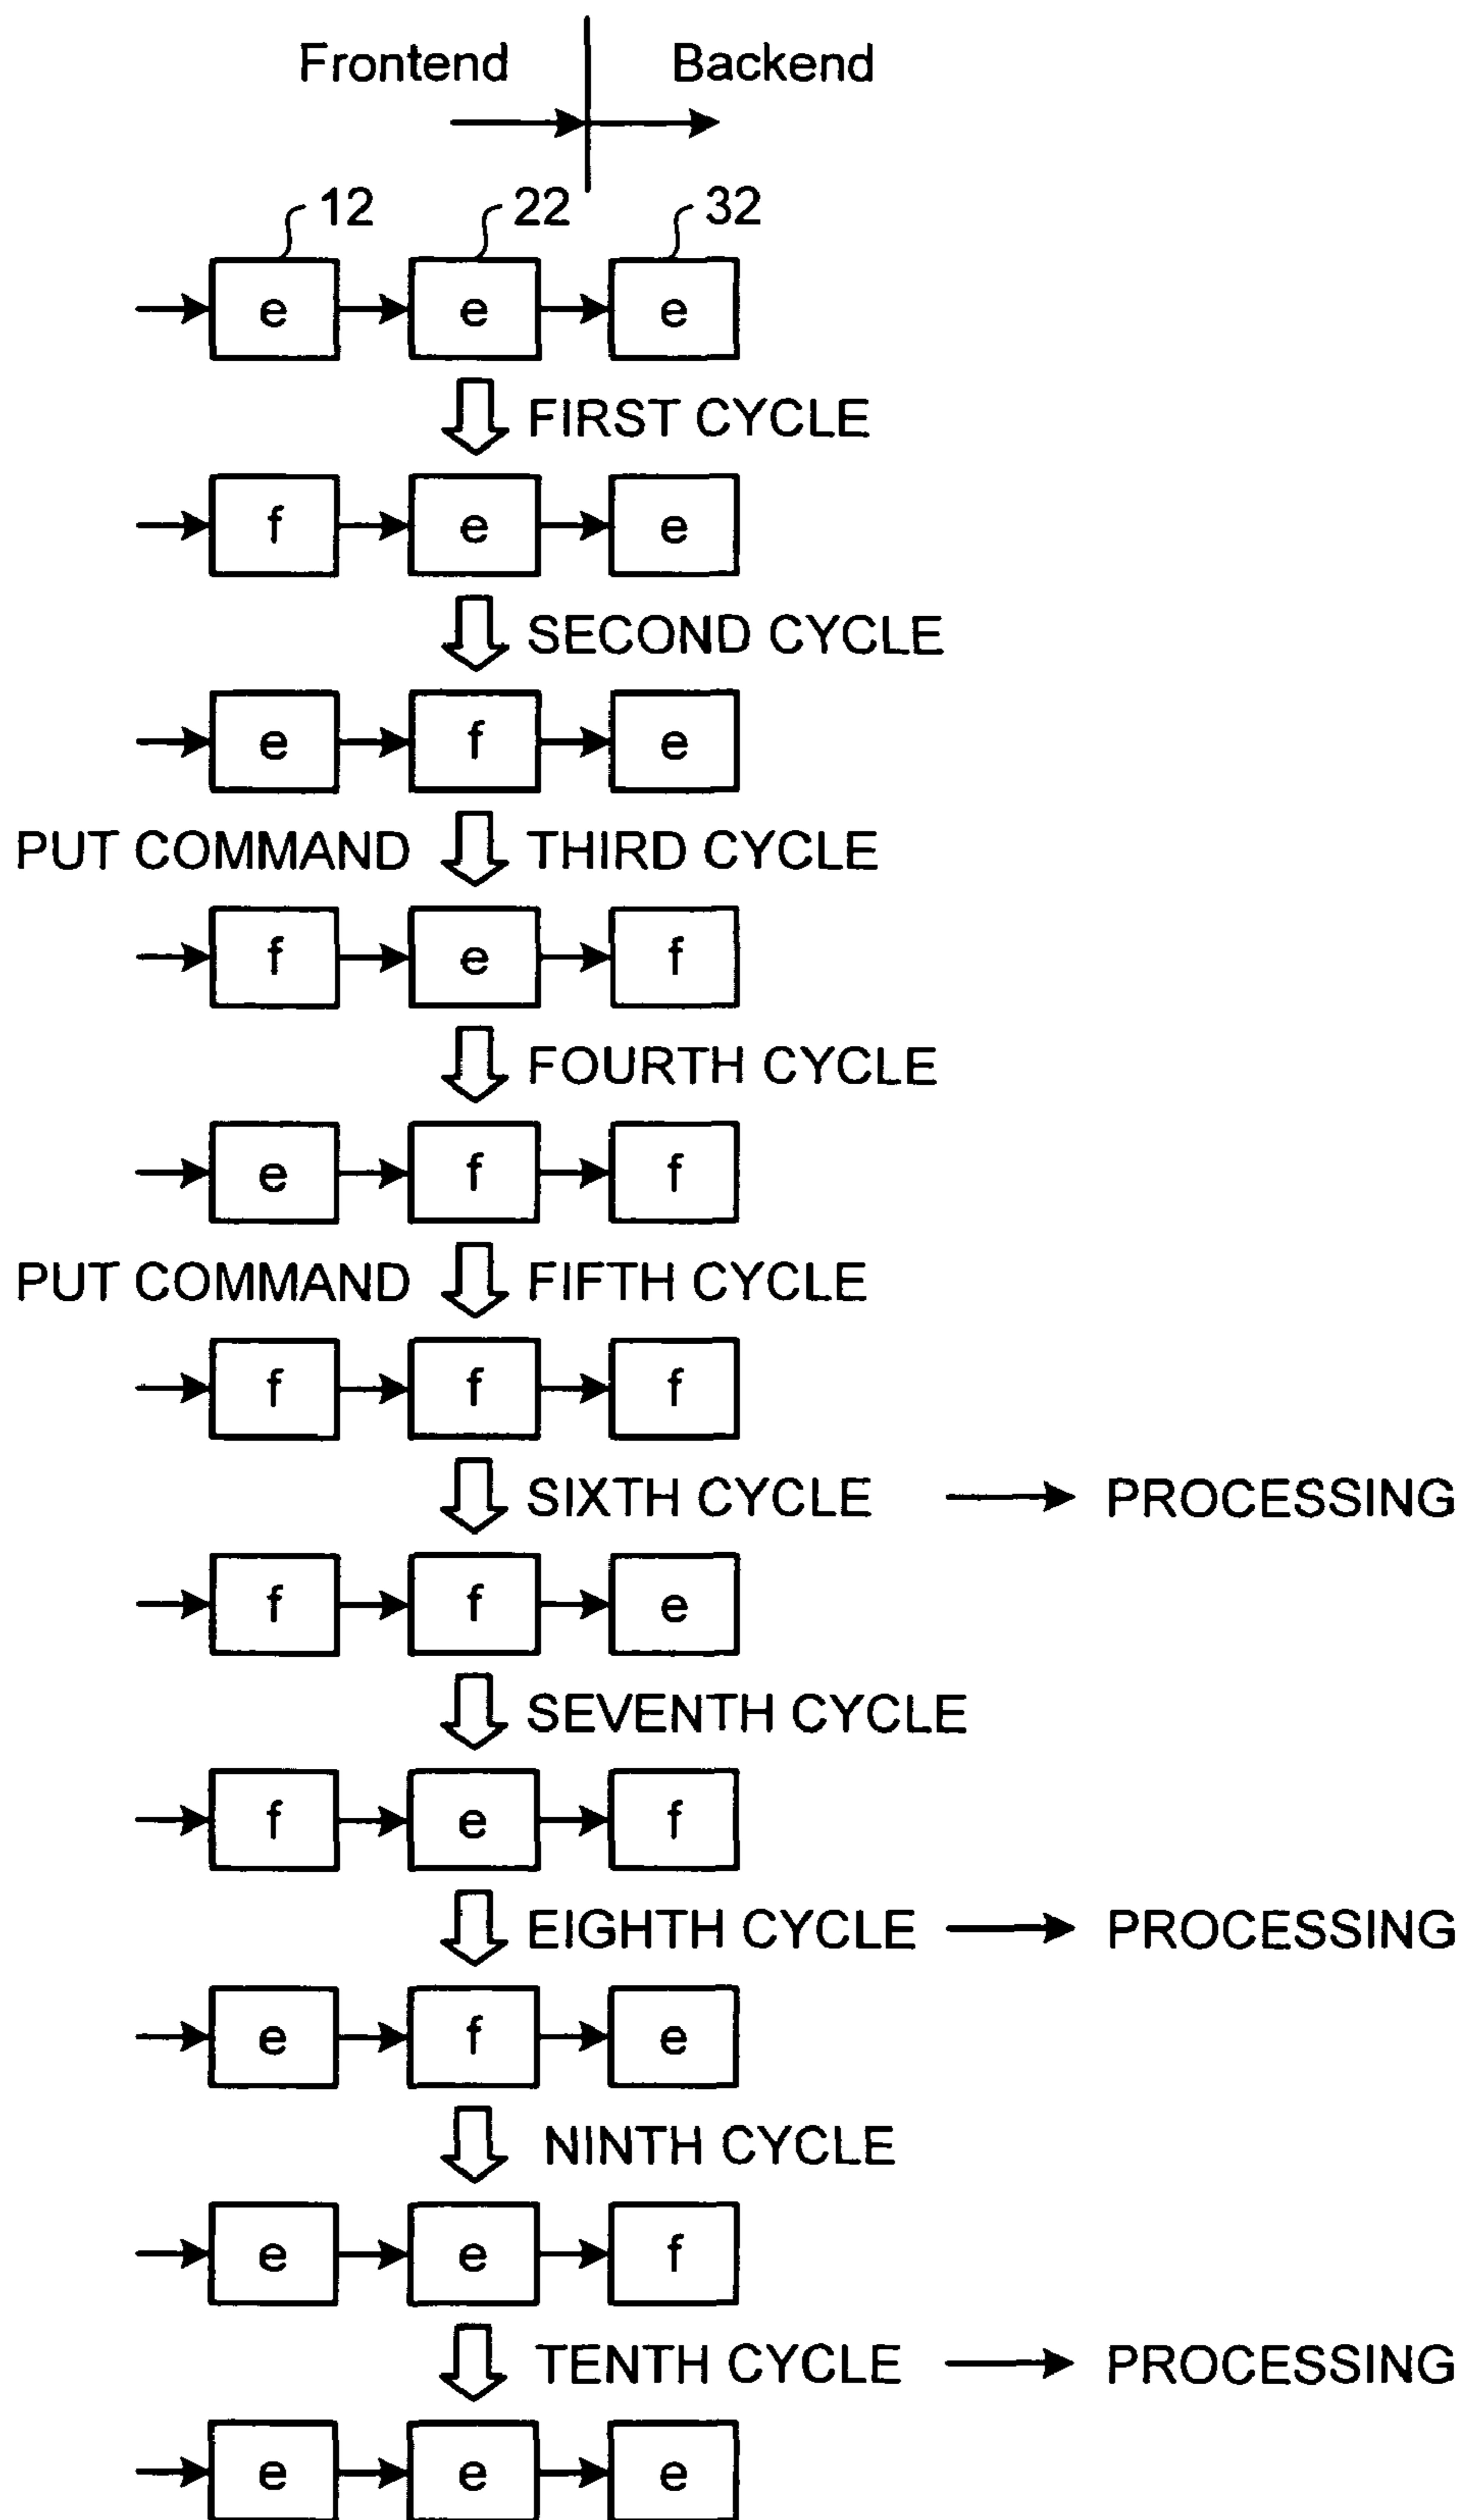 Frontend Backend
12 22 32
e e e
FIRST CYCLE
f e e
SECOND CYCLE
e f e
PUT COMMAND THIRD CYCLE
f e f
FOURTH CYCLE
e f f
PUT COMMAND FIFTH CYCLE
f f f
SIXTH CYCLE PROCESSING
f f e
SEVENTH CYCLE
f e f
EIGHTH CYCLE PROCESSING
e f e
NINTH CYCLE
e e f
TENTH CYCLE PROCESSING
e e e